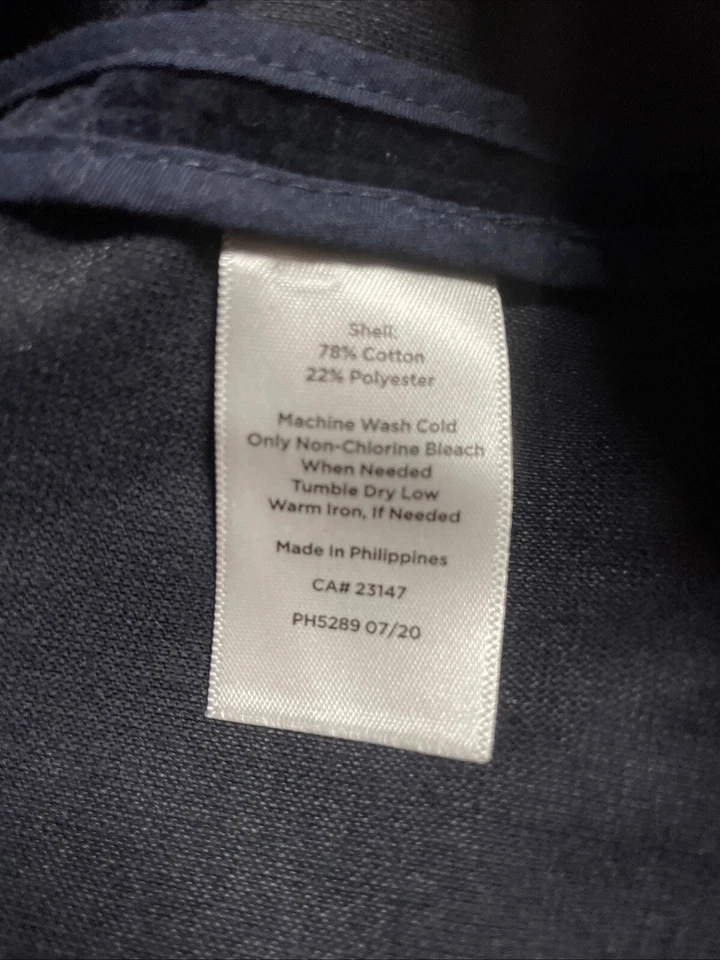 Shell:
78% Cotton
22% Polyester
Machine Wash Cold
Only Non-Chlorine Bleach
When Needed
Tumble Dry Low
Warm Iron, If Needed
Made In Philippines
CA# 23147
PH5289 07/20